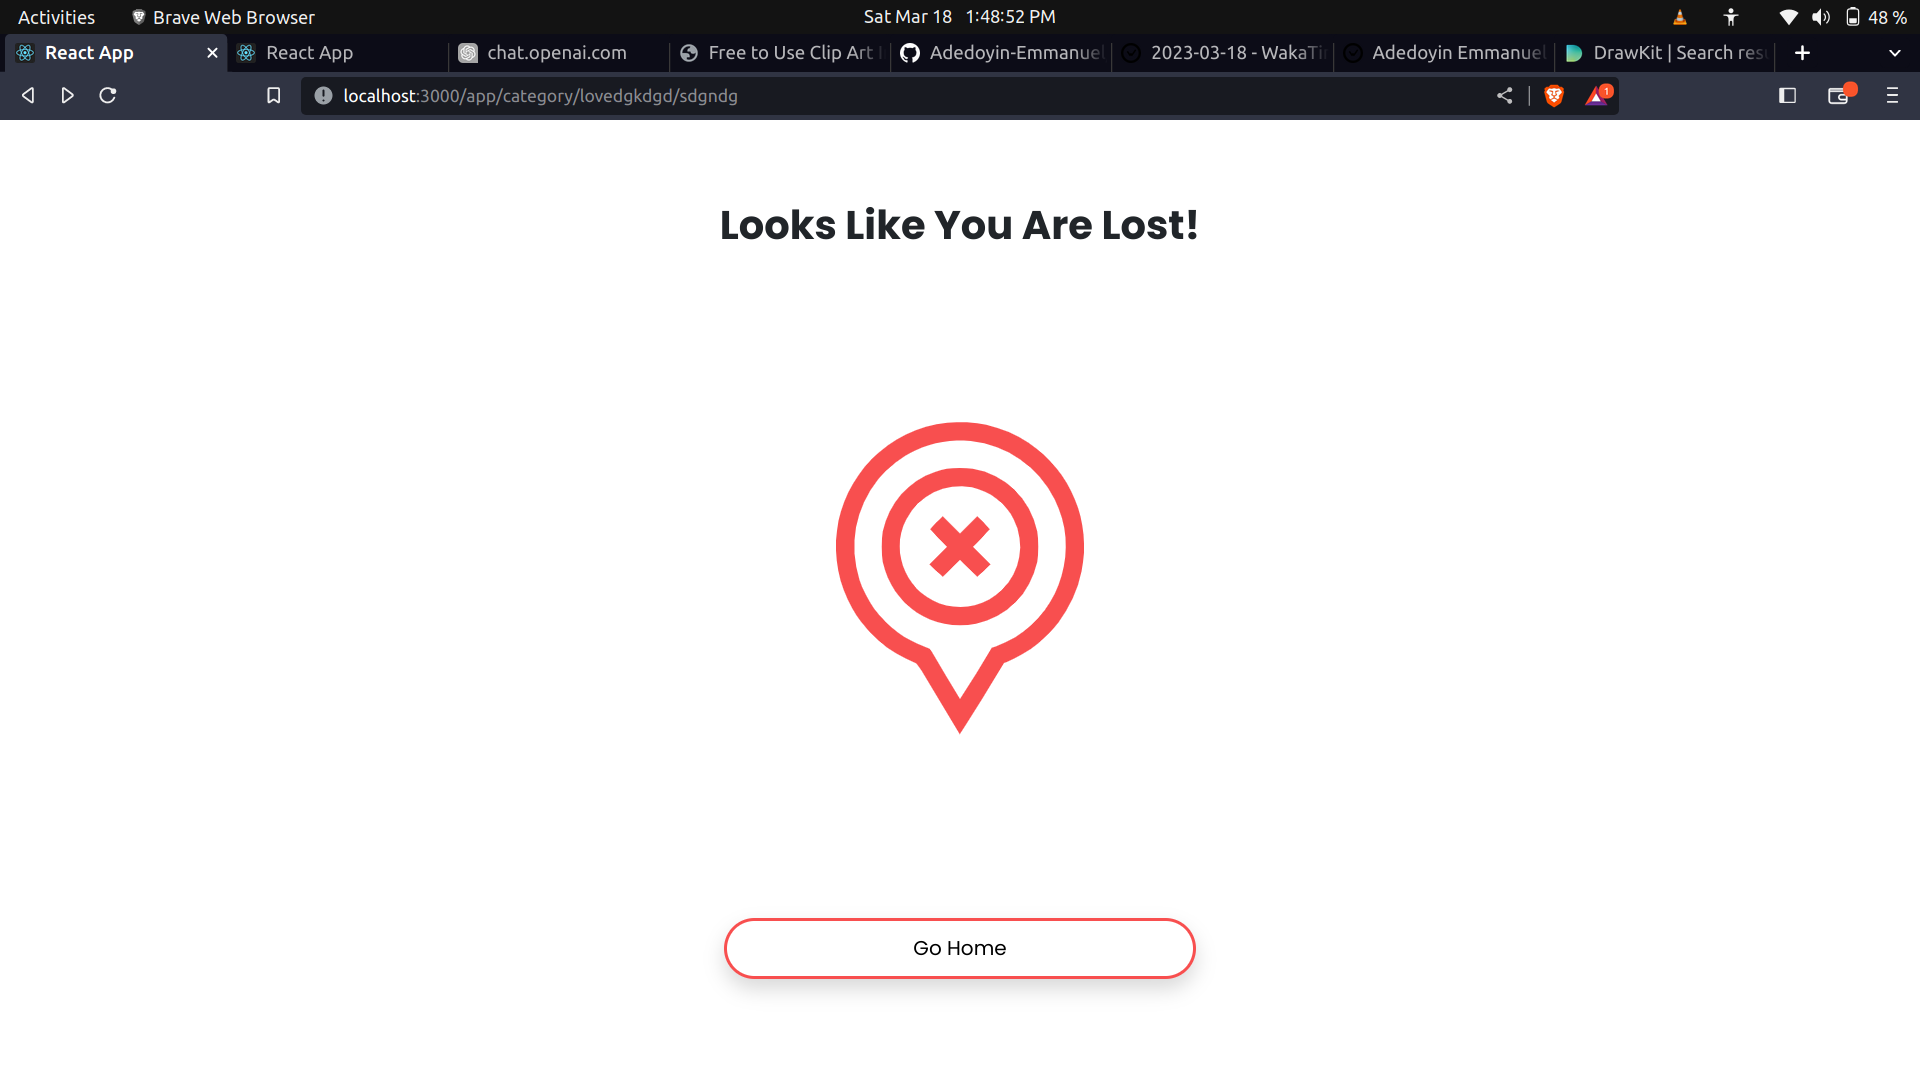 Activities Brave Web Browser Sat Mar 18 1:48:52 PM 48 %
React App React App chat.openai.com Free to Use Clip Art Adedoyin-Emmanuel 2023-03-18 - WakaTi Adedoyin Emmanuel DrawKit | Search res
localhost:3000/app/category/lovedgkdgd/sdgndg 1
Looks Like You Are Lost!
Go Home